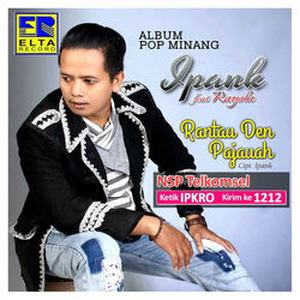 ER
ELTA
RECORD
ALBUM
POP MINANG
Ipank
feat Rayola
Rantau Den
Pajauah
Cipt. Ipank
NSP Telkomsel
Ketik IPKRO Kirim ke 1212